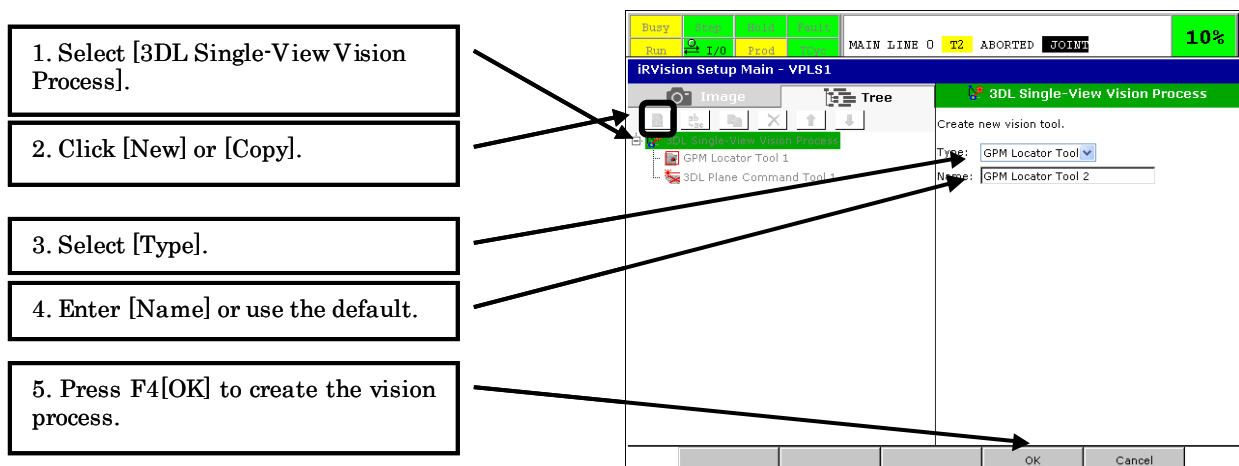 1. Select [3DL Single-View Vision
Process].
2. Click [New] or [Copy].
3. Select [Type].
4. Enter [Name] or use the default.
5. Press F4[OK] to create the vision
process.
Busy Step Hold Fault
Run I/O Prod TCyc
MAIN LINE 0 T2 ABORTED JOINT
10%
iRVision Setup Main - VPLS1
Image
Tree
3DL Single-View Vision Process
3DL Single-View Vision Process
GPM Locator Tool 1
3DL Plane Command Tool 1
Create new vision tool.
Type: GPM Locator Tool
Name: GPM Locator Tool 2
OK
Cancel